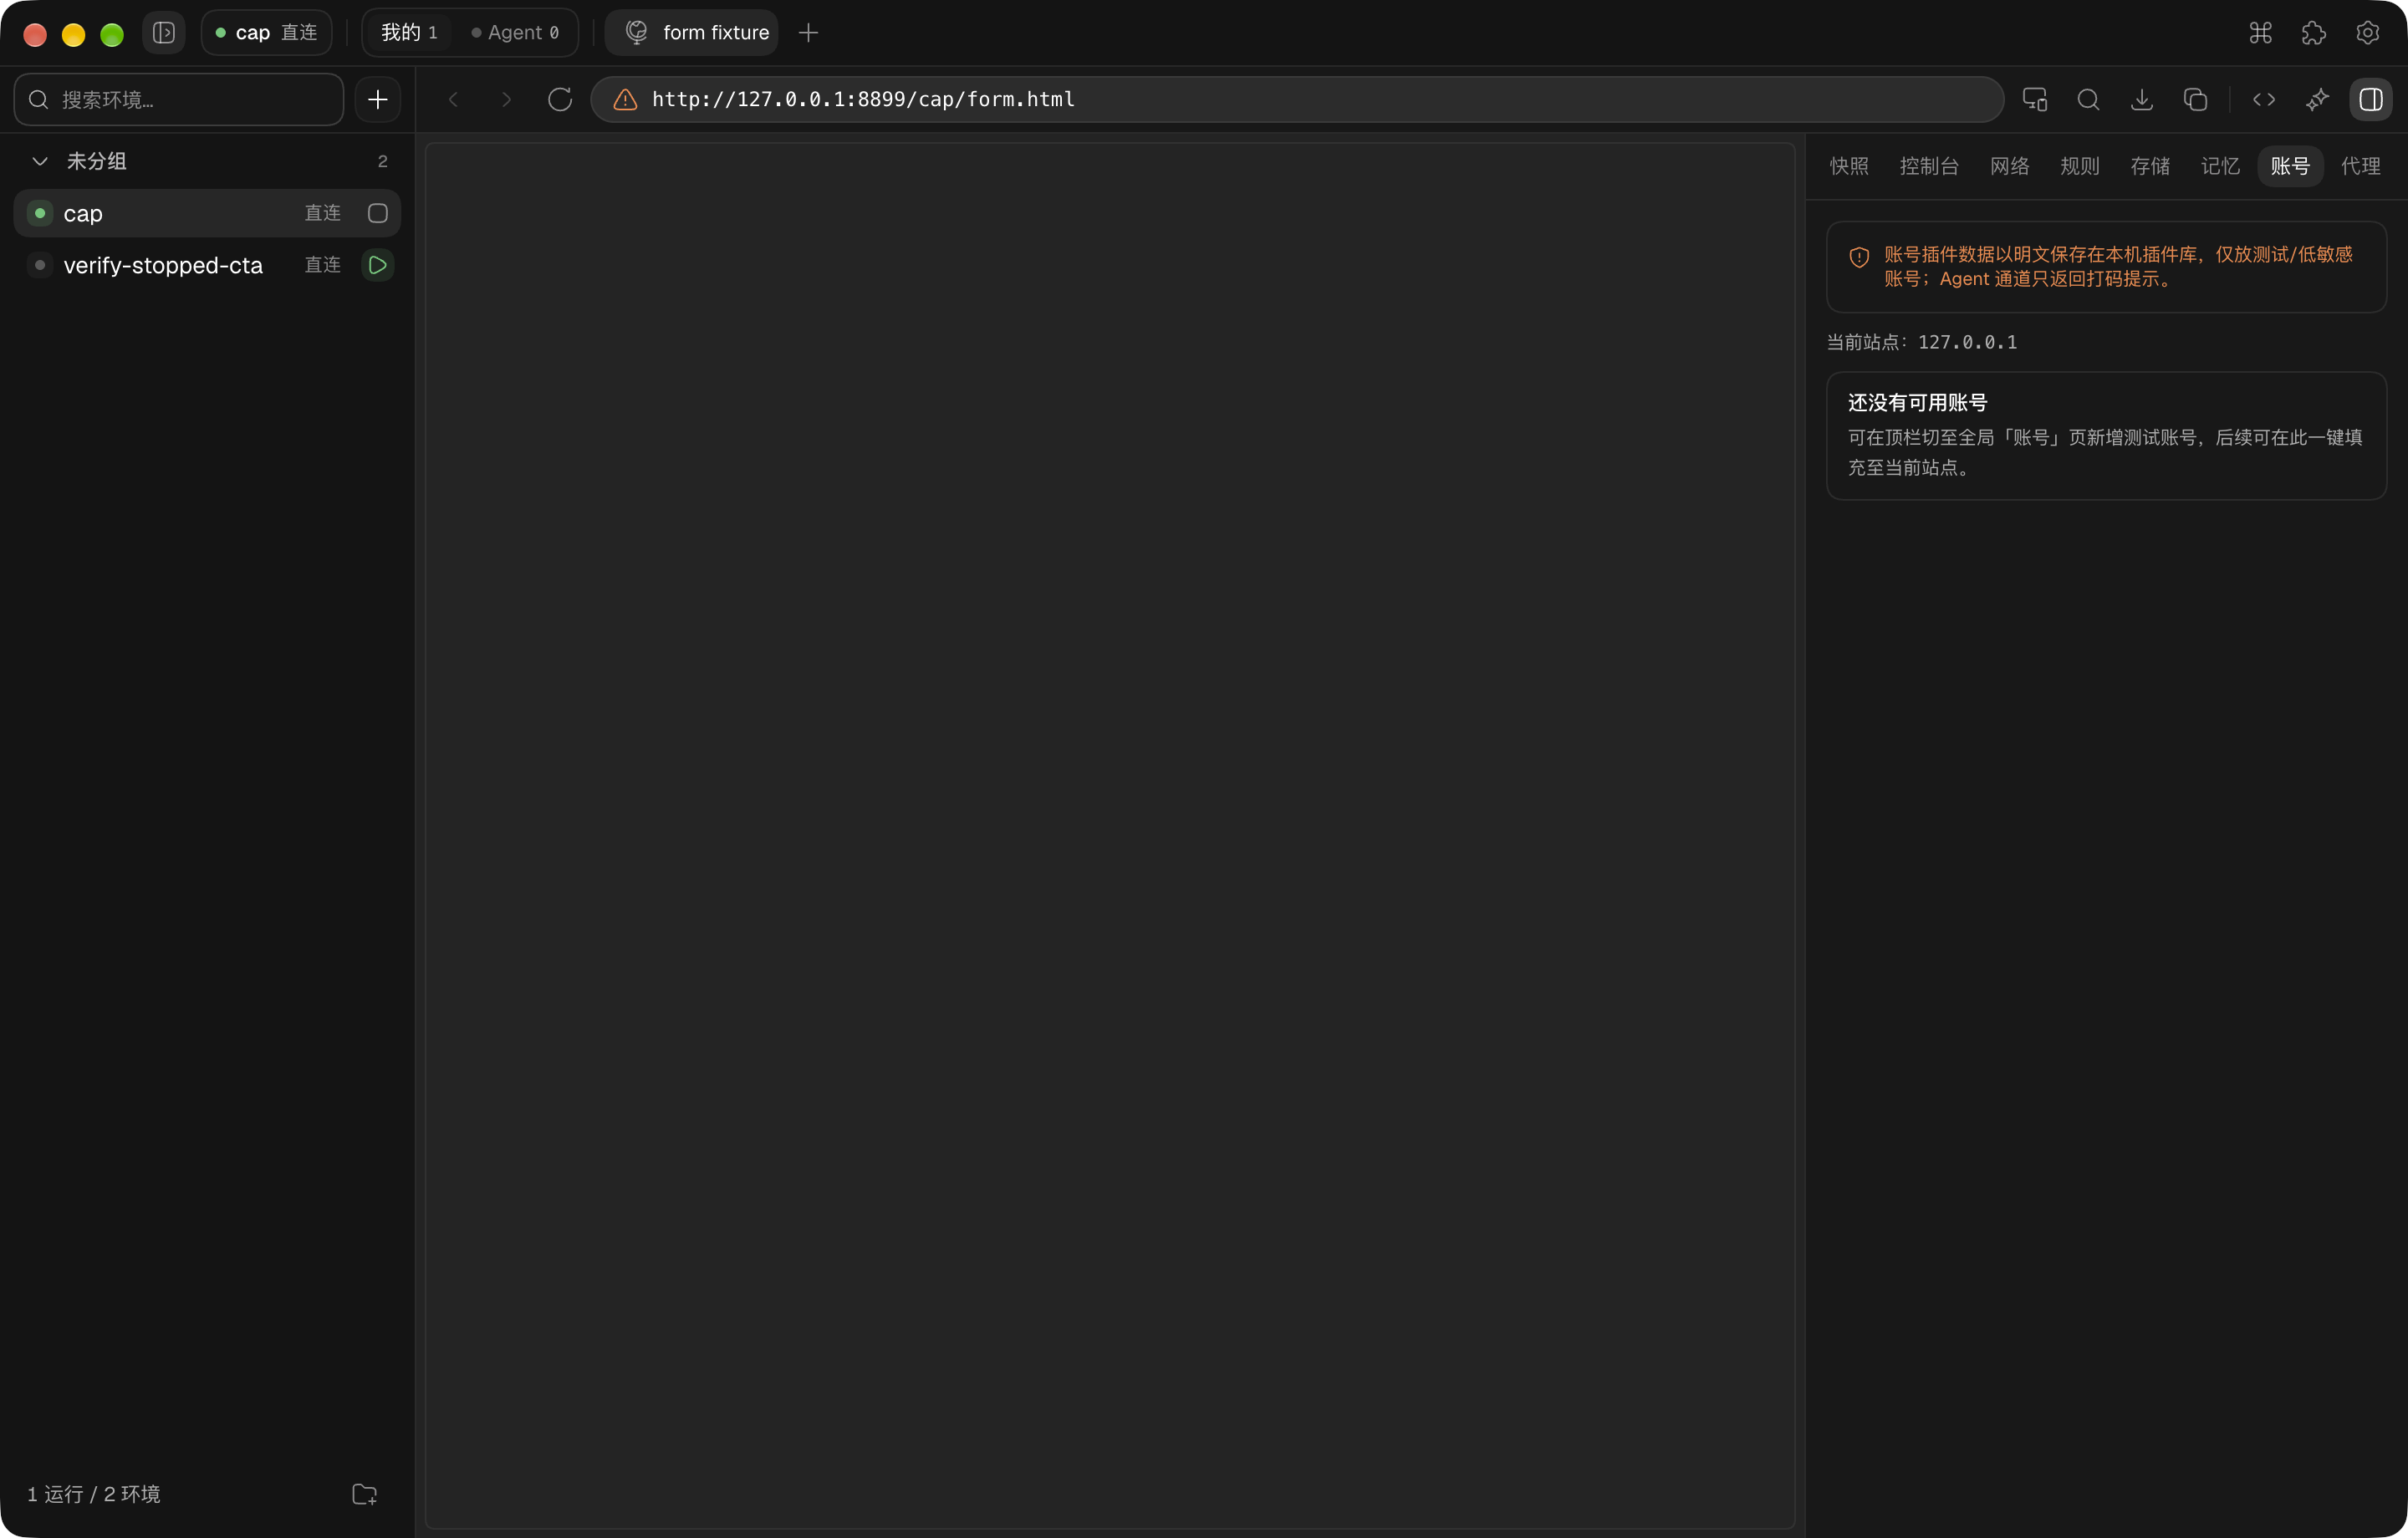 cap 直连
我的 1
Agent 0
form fixture
搜索环境...
http://127.0.0.1:8899/cap/form.html
未分组 2
cap 直连
verify-stopped-cta 直连
快照 控制台 网络 规则 存储 记忆 账号 代理
账号插件数据以明文保存在本机插件库，仅放测试/低敏感
账号；Agent 通道只返回打码提示。
当前站点：127.0.0.1
还没有可用账号
可在顶栏切至全局「账号」页新增测试账号，后续可在此一键填
充至当前站点。
1 运行 / 2 环境